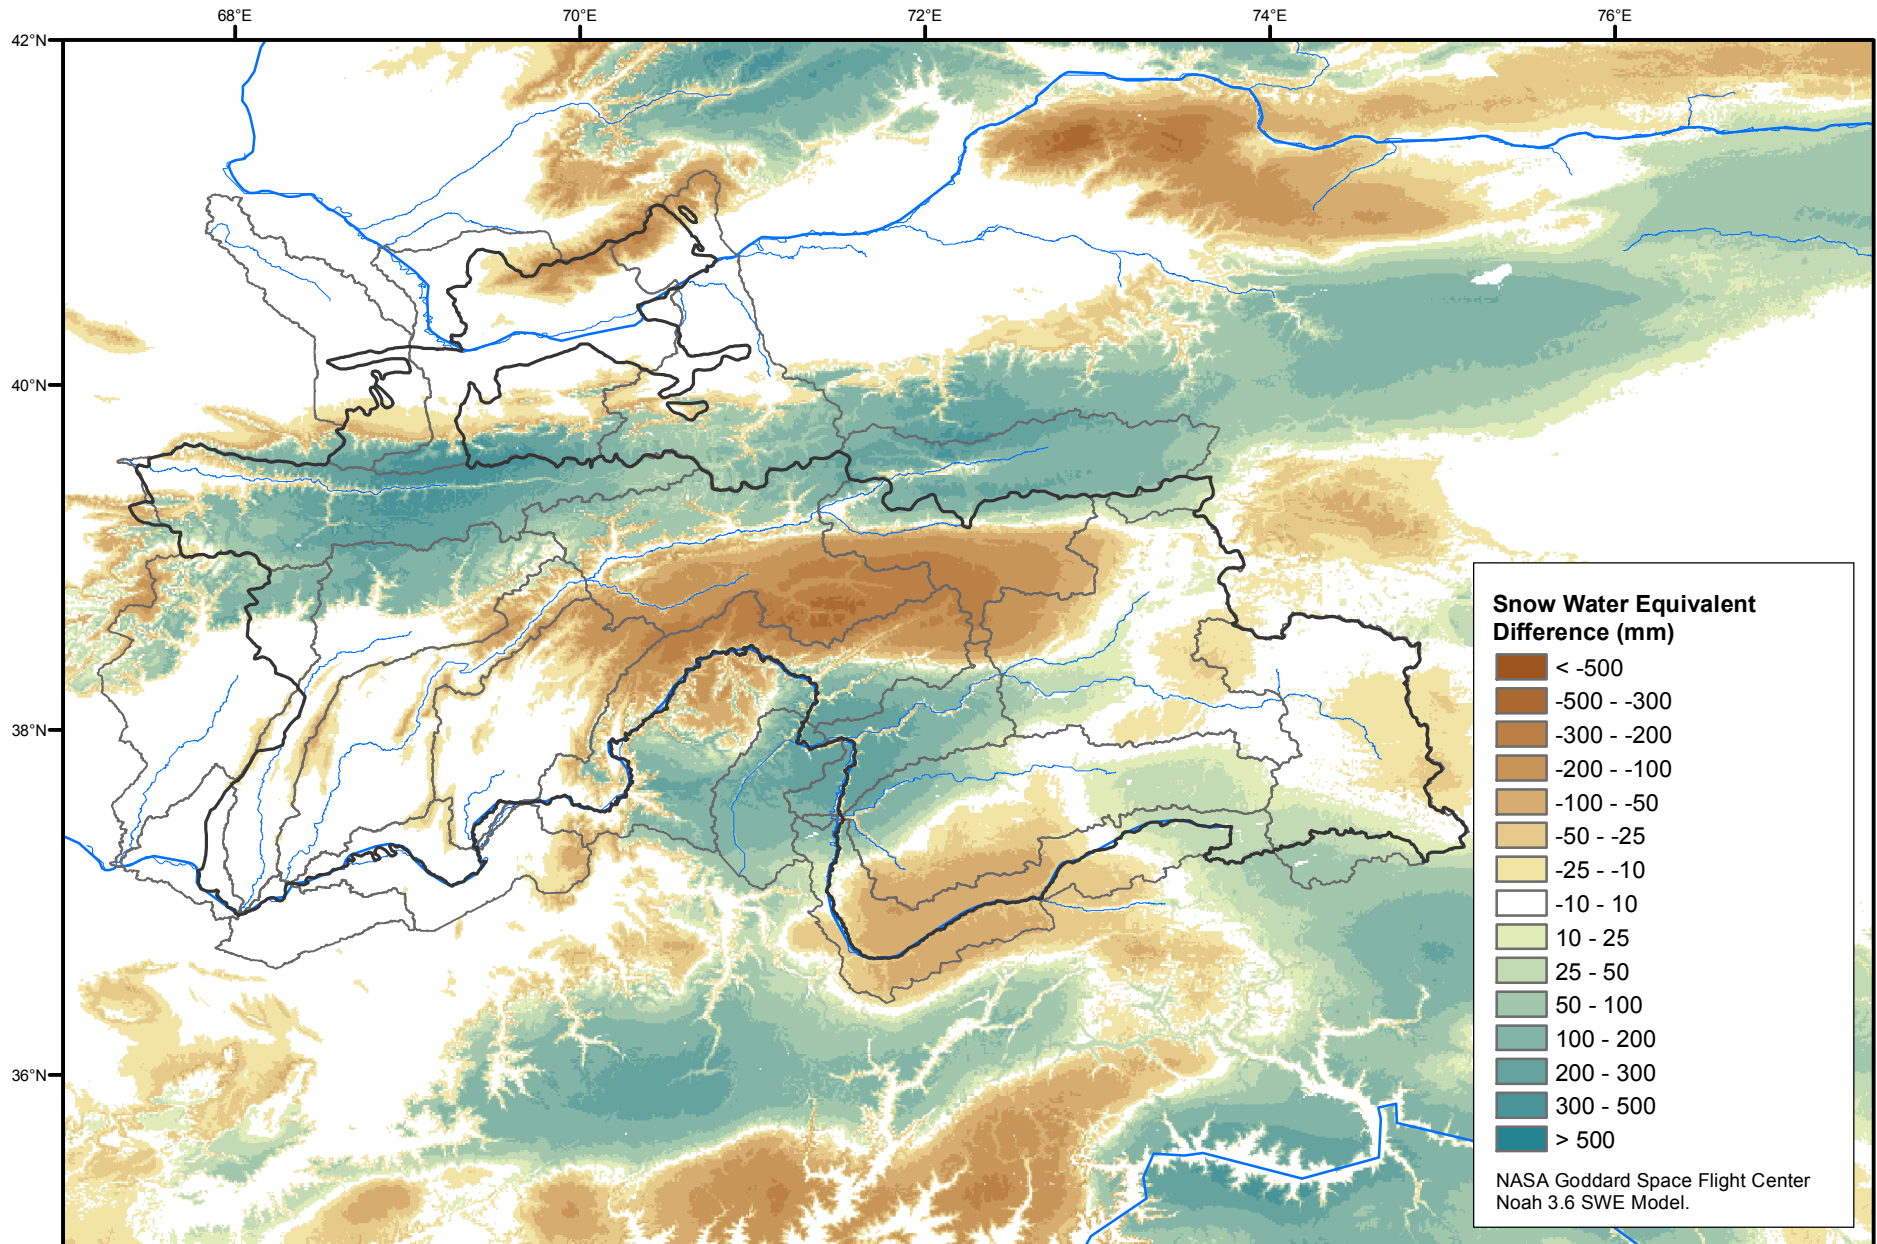 68°E
70°E
72°E
74°E
76°E
42°N
40°N
38°N
36°N
Snow Water Equivalent
Difference (mm)
< -500
-500 - -300
-300 - -200
-200 - -100
-100 - -50
-50 - -25
-25 - -10
-10 - 10
10 - 25
25 - 50
50 - 100
100 - 200
200 - 300
300 - 500
> 500
NASA Goddard Space Flight Center
Noah 3.6 SWE Model.